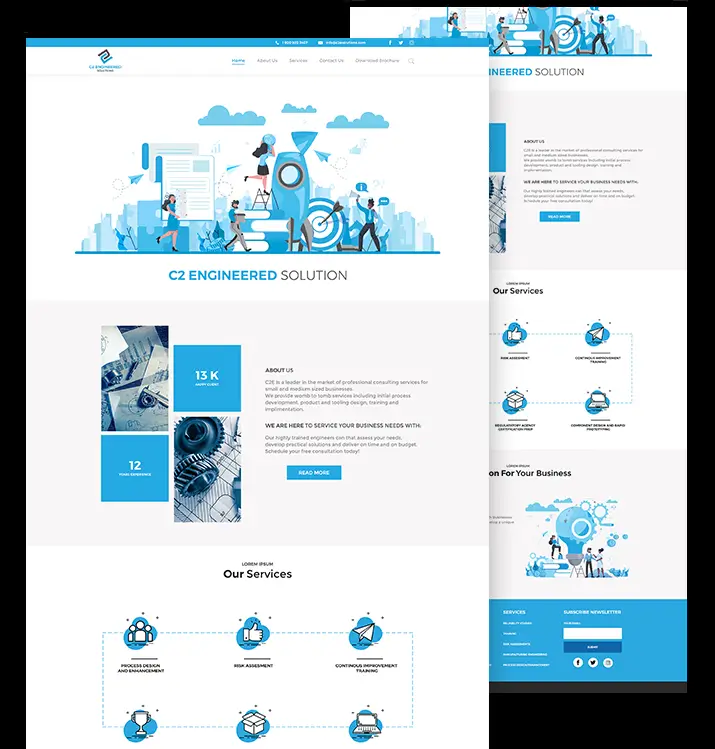 info@c2esolutions.com
C2 ENGINEERED
SOLUTIONS
Home
About Us
Services
Contact Us
Download Brochure
C2 ENGINEERED SOLUTION
13 K
HAPPY CLIENT
12
YEARS EXPERIENCE
ABOUT US
C2E is a leader in the market of professional consulting services for
small and medium sized businesses.
We provide womb to tomb services including initial process
development, product and tooling design, training and
implimentation.
WE ARE HERE TO SERVICE YOUR BUSINESS NEEDS WITH:
Our highly trained engineers can that assess your needs,
develop practical solutions and deliver on time and on budget.
Schedule your free consultation today!
READ MORE
LOREM IPSUM
Our Services
PROCESS DESIGN
AND ENHANCEMENT
RISK ASSESMENT
CONTINOUS IMPROVEMENT
TRAINING
NEERED SOLUTION
ABOUT US
C2E is a leader in the market of professional consulting services for
small and medium sized businesses.
We provide womb to tomb services including initial process
development, product and tooling design, training and
implimentation.
WE ARE HERE TO SERVICE YOUR BUSINESS NEEDS WITH:
Our highly trained engineers can that assess your needs,
develop practical solutions and deliver on time and on budget.
Schedule your free consultation today!
READ MORE
LOREM IPSUM
Our Services
RISK ASSESMENT
CONTINOUS IMPROVEMENT
TRAINING
REGULATORY AGENCY
CERTIFICATION PREP
COMPONENT DESIGN AND RAPID
PROTOTYPING
LOREM IPSUM
on For Your Business
SERVICES
TRAINING
RISK ASSESSMENTS
SUBSCRIBE NEWSLETTER
SUBMIT